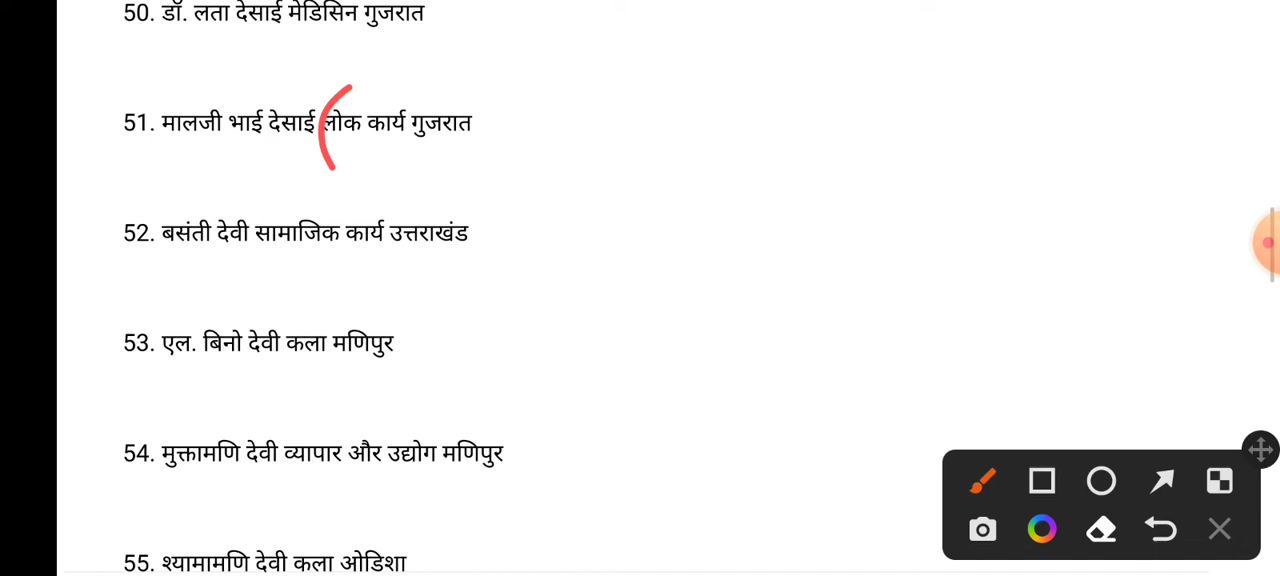 50. डॉ. लता देसाई मेडिसिन गुजरात
51. मालजी भाई देसाई लोक कार्य गुजरात
52. बसंती देवी सामाजिक कार्य उत्तराखंड
53. एल. बिनो देवी कला मणिपुर
54. मुक्तामणि देवी व्यापार और उद्योग मणिपुर
55. श्यामामणि देवी कला ओडिशा